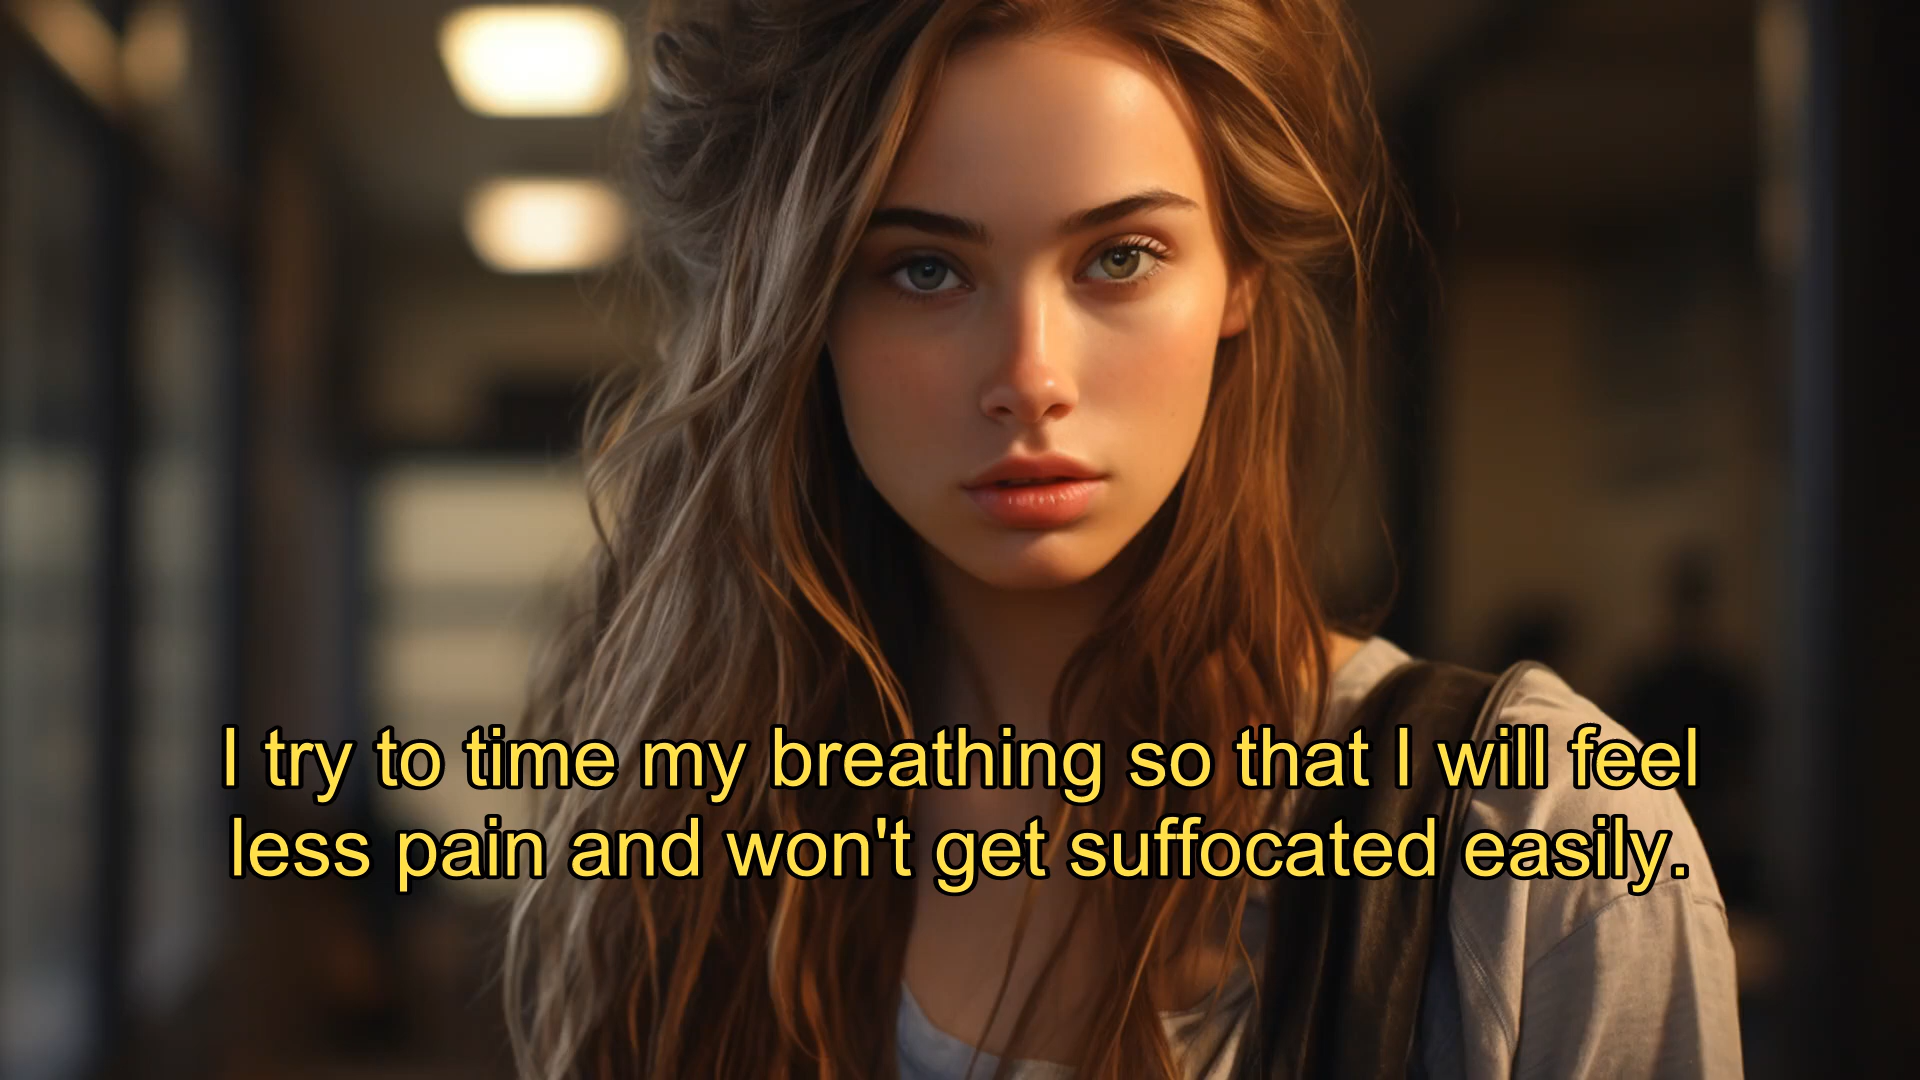 I try to time my breathing so that I will feel
less pain and won't get suffocated easily.